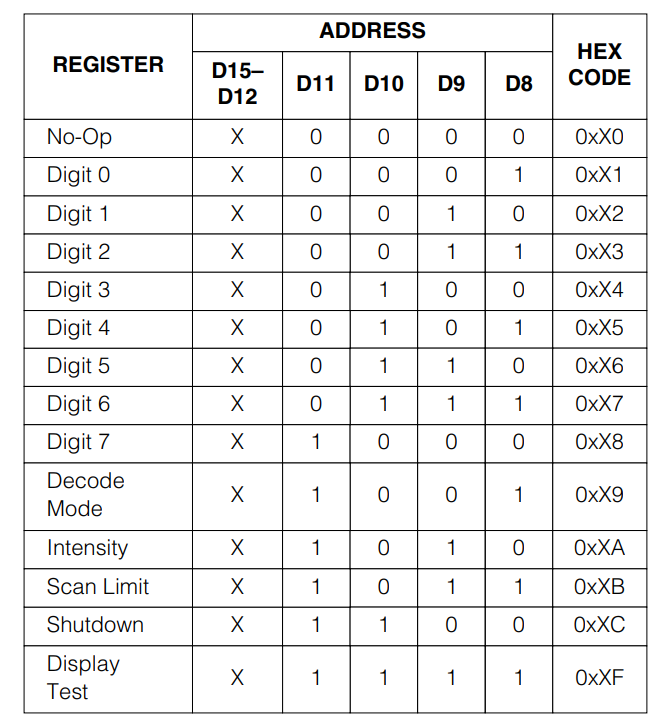 REGISTER ADDRESS HEX CODE
D15–D12 D11 D10 D9 D8
No-Op X 0 0 0 0 0xX0
Digit 0 X 0 0 0 1 0xX1
Digit 1 X 0 0 1 0 0xX2
Digit 2 X 0 0 1 1 0xX3
Digit 3 X 0 1 0 0 0xX4
Digit 4 X 0 1 0 1 0xX5
Digit 5 X 0 1 1 0 0xX6
Digit 6 X 0 1 1 1 0xX7
Digit 7 X 1 0 0 0 0xX8
Decode Mode X 1 0 0 1 0xX9
Intensity X 1 0 1 0 0xXA
Scan Limit X 1 0 1 1 0xXB
Shutdown X 1 1 0 0 0xXC
Display Test X 1 1 1 1 0xXF